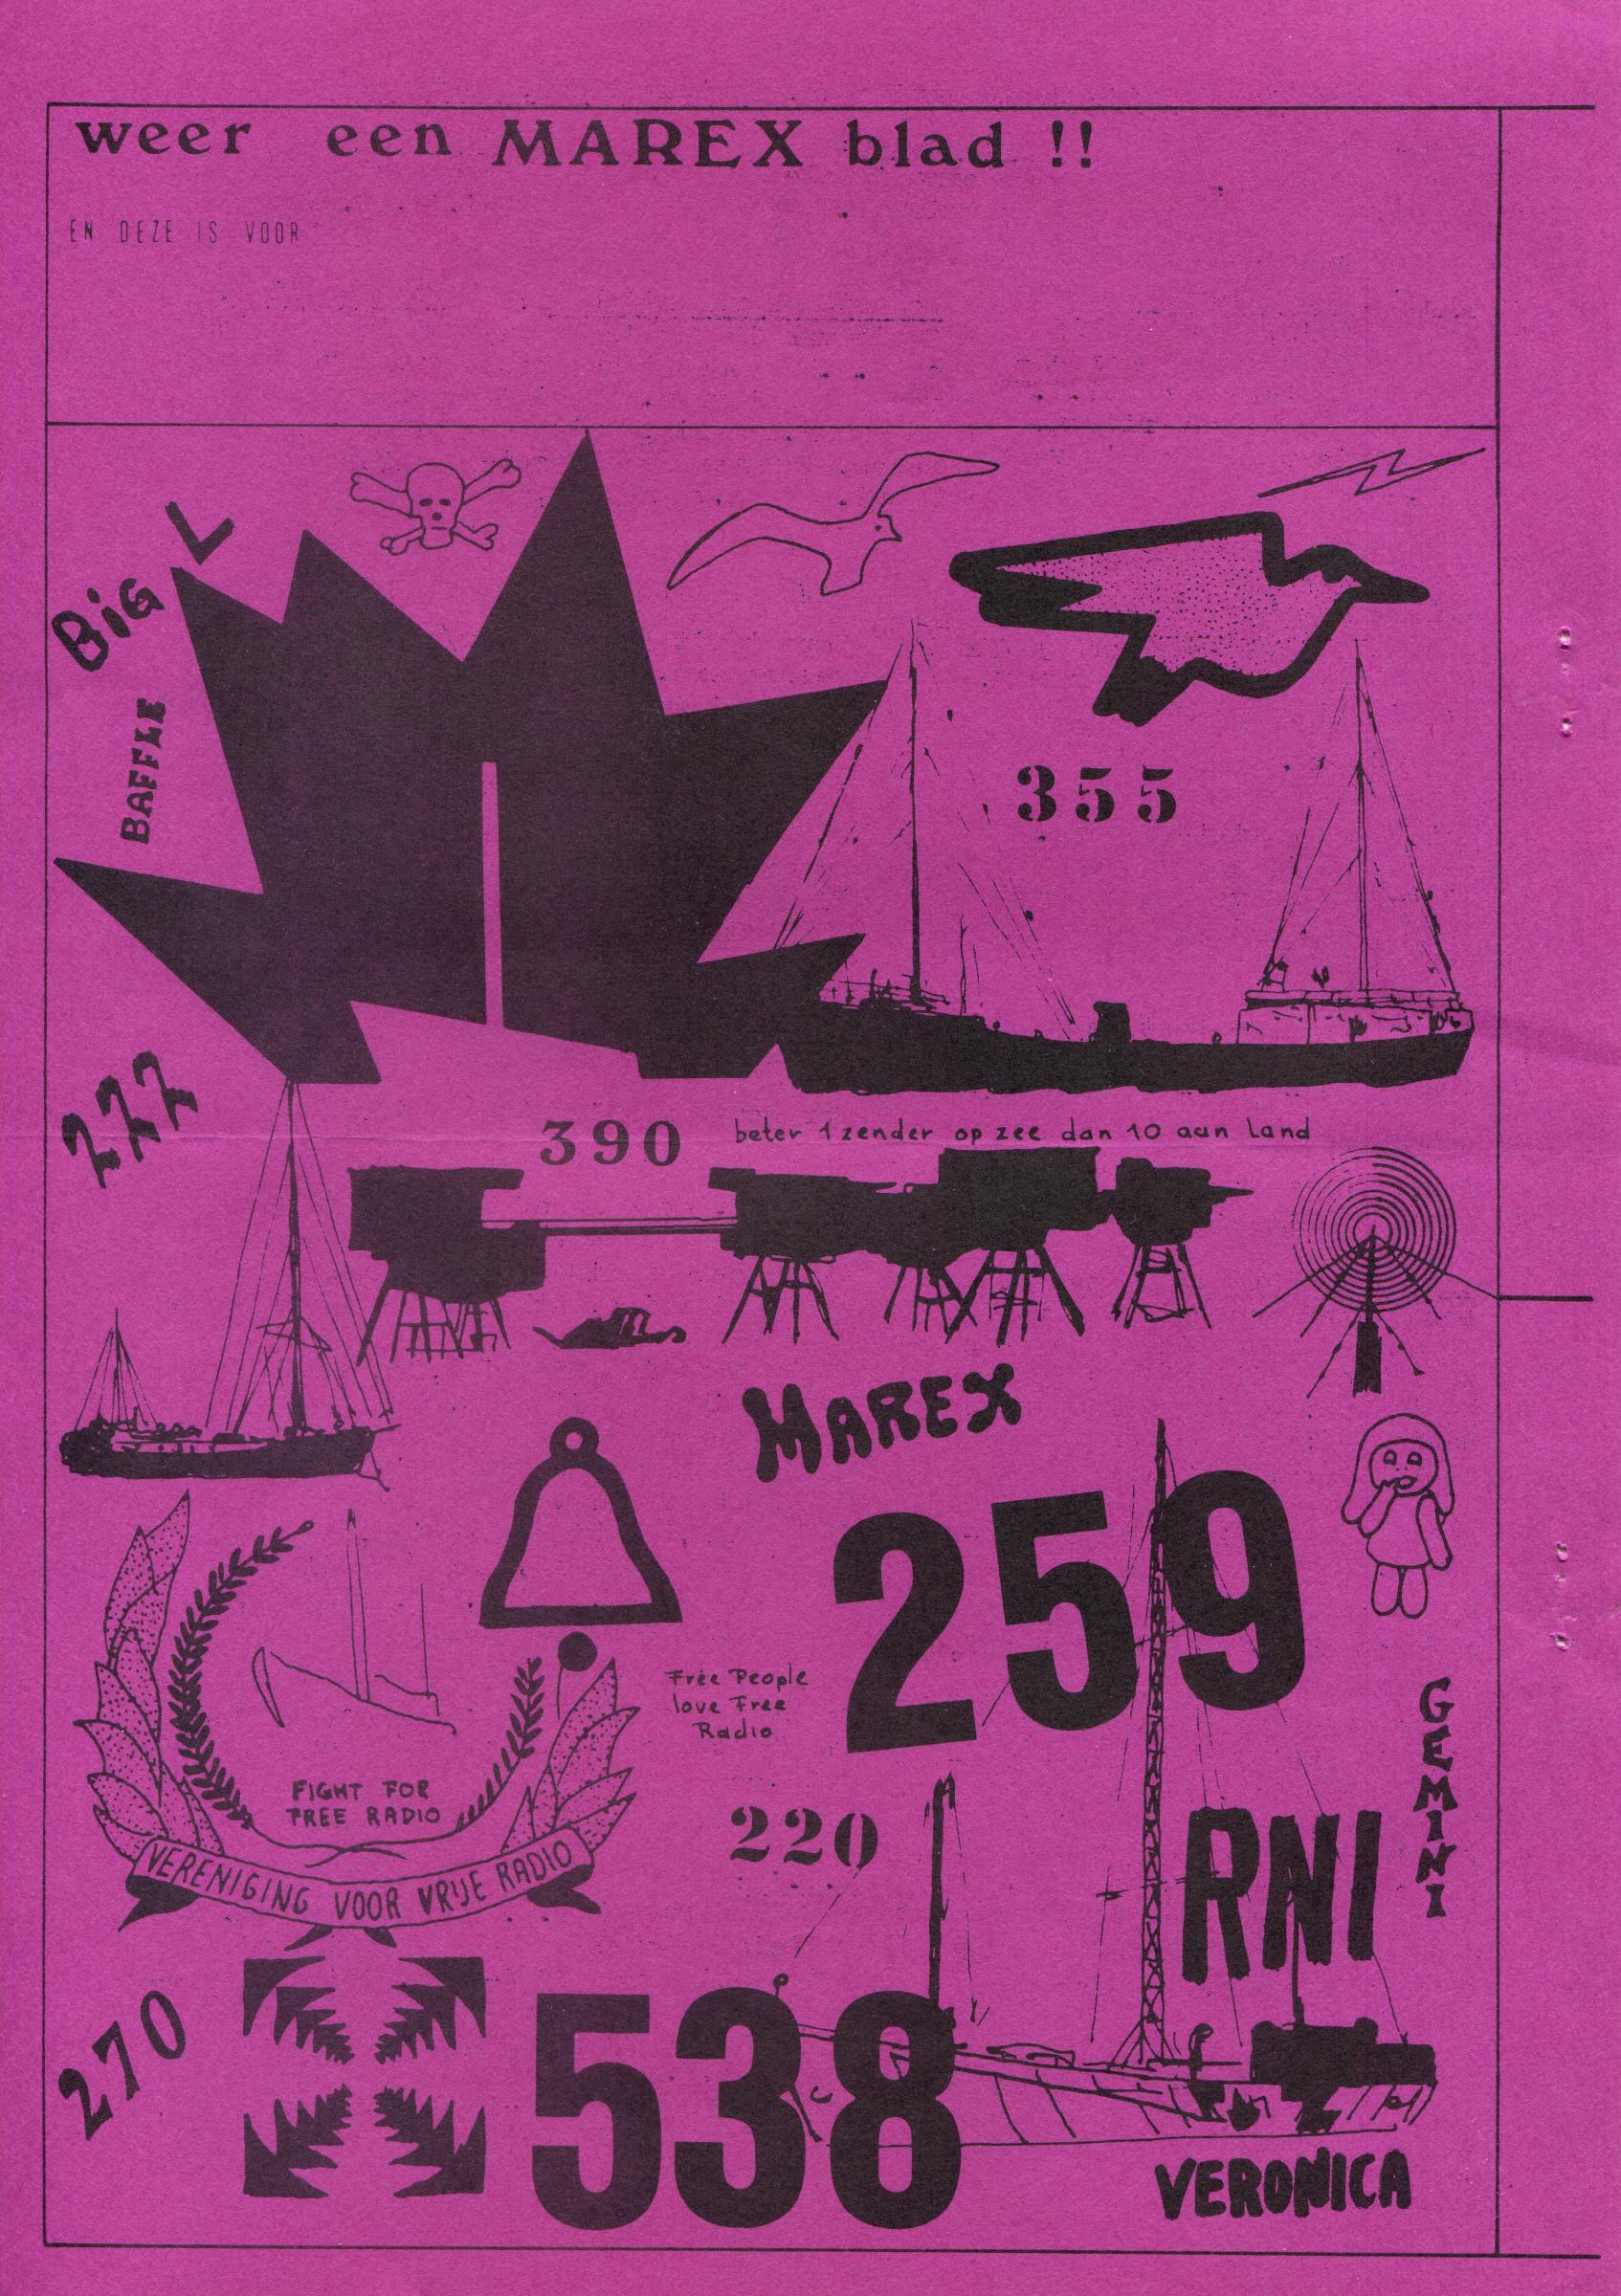 weer een MAREX blad !!
EN DEZE IS VOOR
BiG L
BAFFLE
355
277
390
beter 1 zender op zee dan 10 aan land
MAREX
259
Free People
love Free
Radio
GEMINI
FIGHT FOR
FREE RADIO
VERENIGING VOOR VRIJE RADIO
220
RNI
270
538
VERONICA